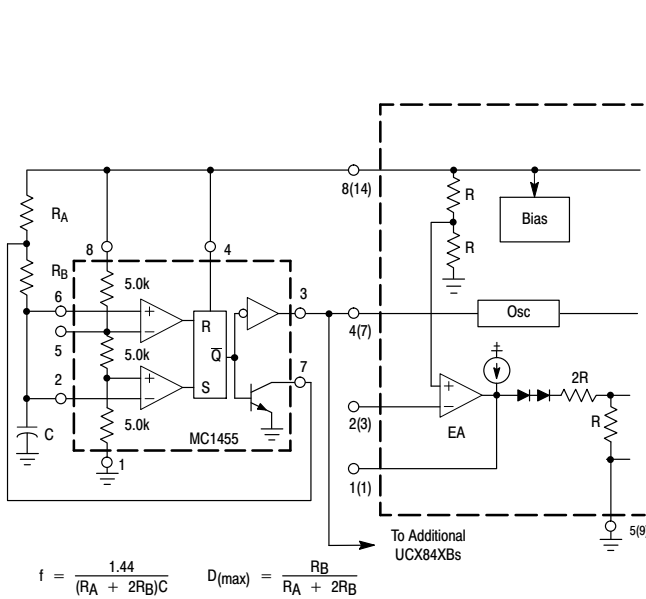 8(14)
R
Bias
R
R_A
8
4
R_B
5.0k
3
6
R
4(7)
Osc
5
5.0k
Q̅
7
2
S
2R
2(3)
EA
R
C
5.0k
MC1455
1
1(1)
5(9
To Additional
UCX84XBs
f = 1.44 / (R_A + 2R_B)C
D(max) = R_B / R_A + 2R_B